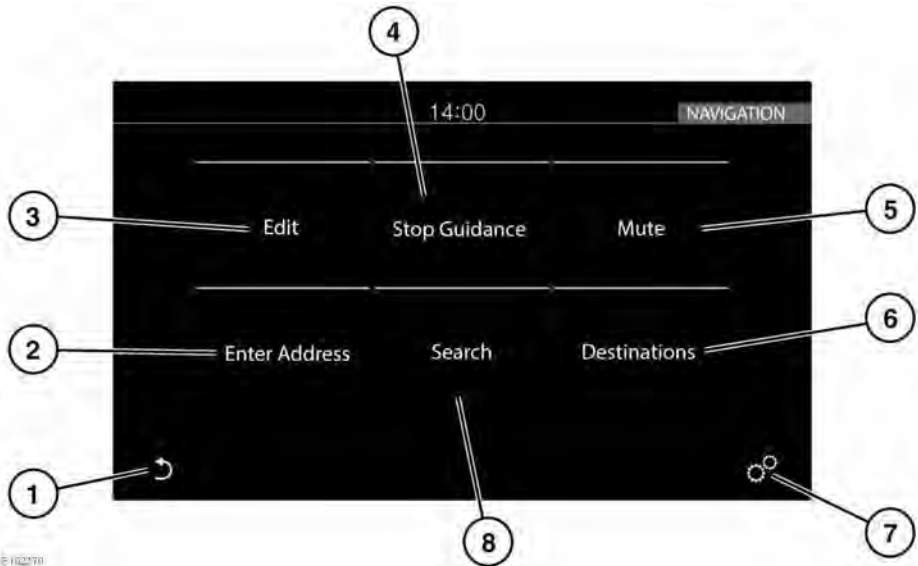 4
14:00 NAVIGATION
3 Edit Stop Guidance Mute 5
2 Enter Address Search Destinations 6
1 7
8